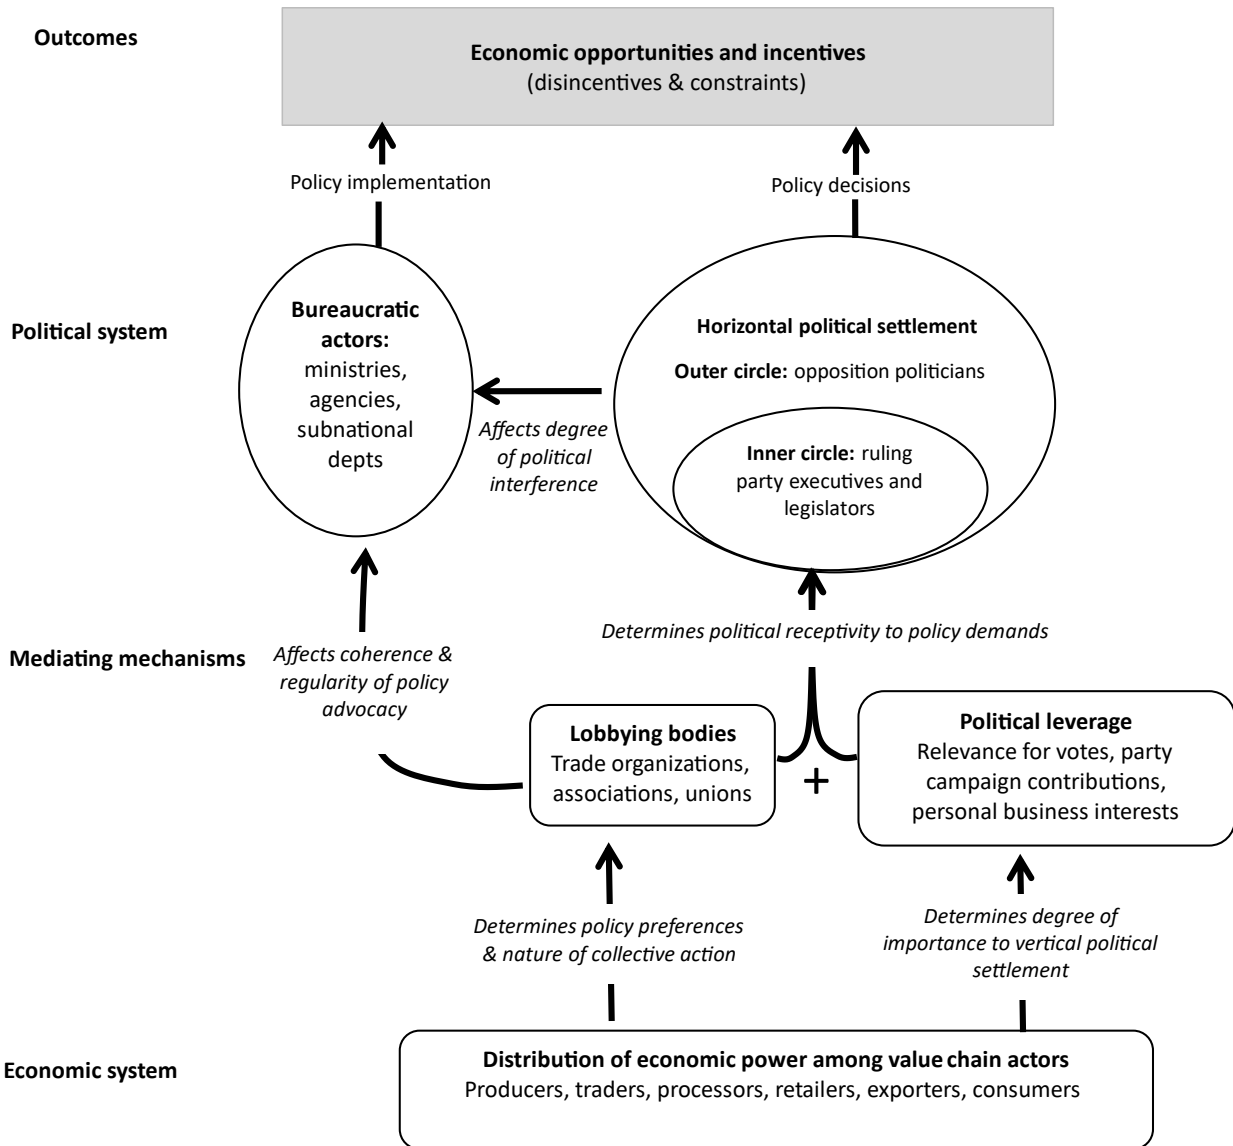 Outcomes
Economic opportunities and incentives
(disincentives & constraints)
Policy implementation
Policy decisions
Political system
Bureaucratic
actors:
ministries,
agencies,
subnational
depts
Horizontal political settlement
Outer circle: opposition politicians
Inner circle: ruling
party executives and
legislators
Affects degree
of political
interference
Mediating mechanisms
Affects coherence &
regularity of policy
advocacy
Determines political receptivity to policy demands
Lobbying bodies
Trade organizations,
associations, unions
+
Political leverage
Relevance for votes, party
campaign contributions,
personal business interests
Determines policy preferences
& nature of collective action
Determines degree of
importance to vertical political
settlement
Economic system
Distribution of economic power among value chain actors
Producers, traders, processors, retailers, exporters, consumers